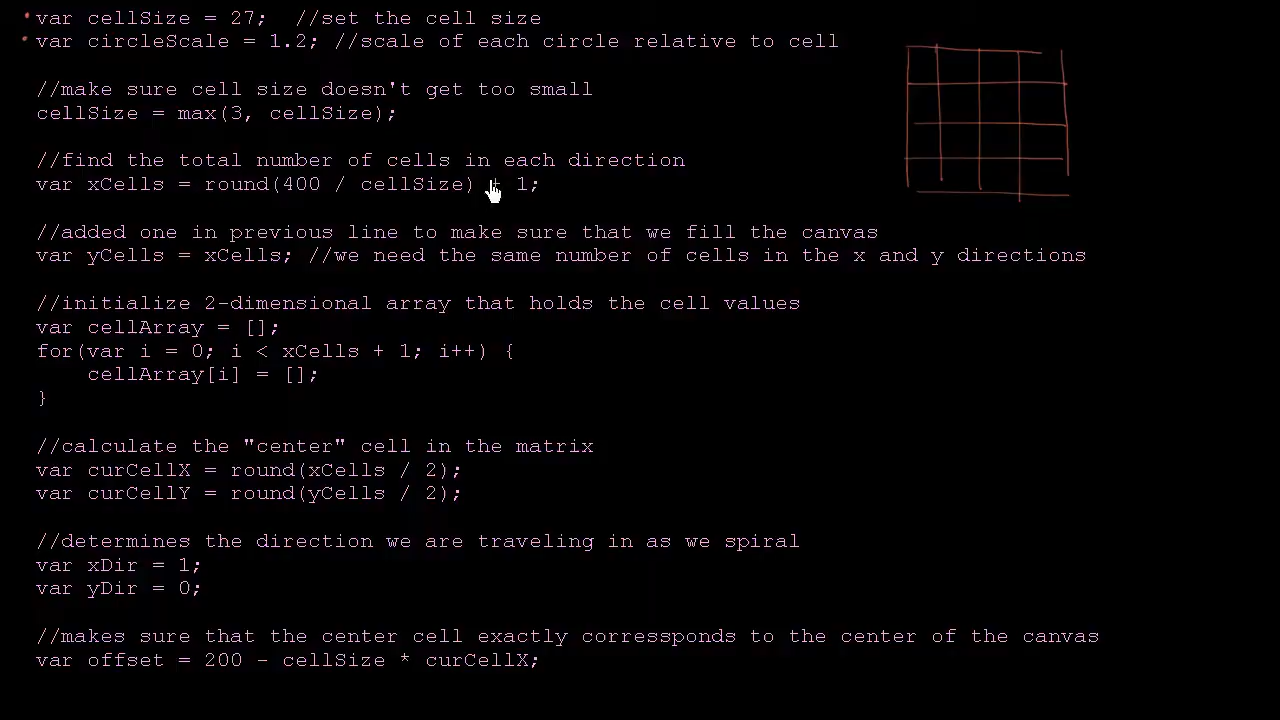 var cellSize = 27;  //set the cell size
var circleScale = 1.2; //scale of each circle relative to cell
//make sure cell size doesn't get too small
cellSize = max(3, cellSize);
//find the total number of cells in each direction
var xCells = round(400 / cellSize) + 1;
//added one in previous line to make sure that we fill the canvas
var yCells = xCells; //we need the same number of cells in the x and y directions
//initialize 2-dimensional array that holds the cell values
var cellArray = [];
for(var i = 0; i < xCells + 1; i++) {
    cellArray[i] = [];
}
//calculate the "center" cell in the matrix
var curCellX = round(xCells / 2);
var curCellY = round(yCells / 2);
//determines the direction we are traveling in as we spiral
var xDir = 1;
var yDir = 0;
//makes sure that the center cell exactly corressponds to the center of the canvas
var offset = 200 - cellSize * curCellX;